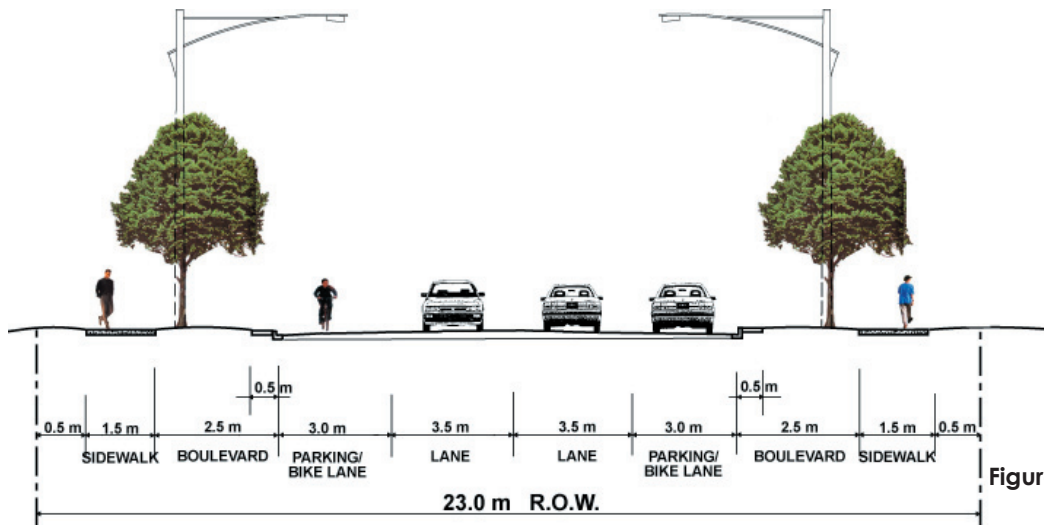 0.5 m
0.5 m
0.5 m
1.5 m
2.5 m
3.0 m
3.5 m
3.5 m
3.0 m
2.5 m
1.5 m
0.5 m
SIDEWALK
BOULEVARD
PARKING/
BIKE LANE
LANE
LANE
PARKING/
BIKE LANE
BOULEVARD
SIDEWALK
Figur
23.0 m R.O.W.